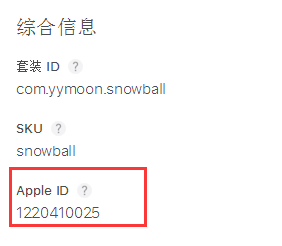 综合信息
套装 ID ?
com.yymoon.snowball
SKU ?
snowball
Apple ID ?
1220410025